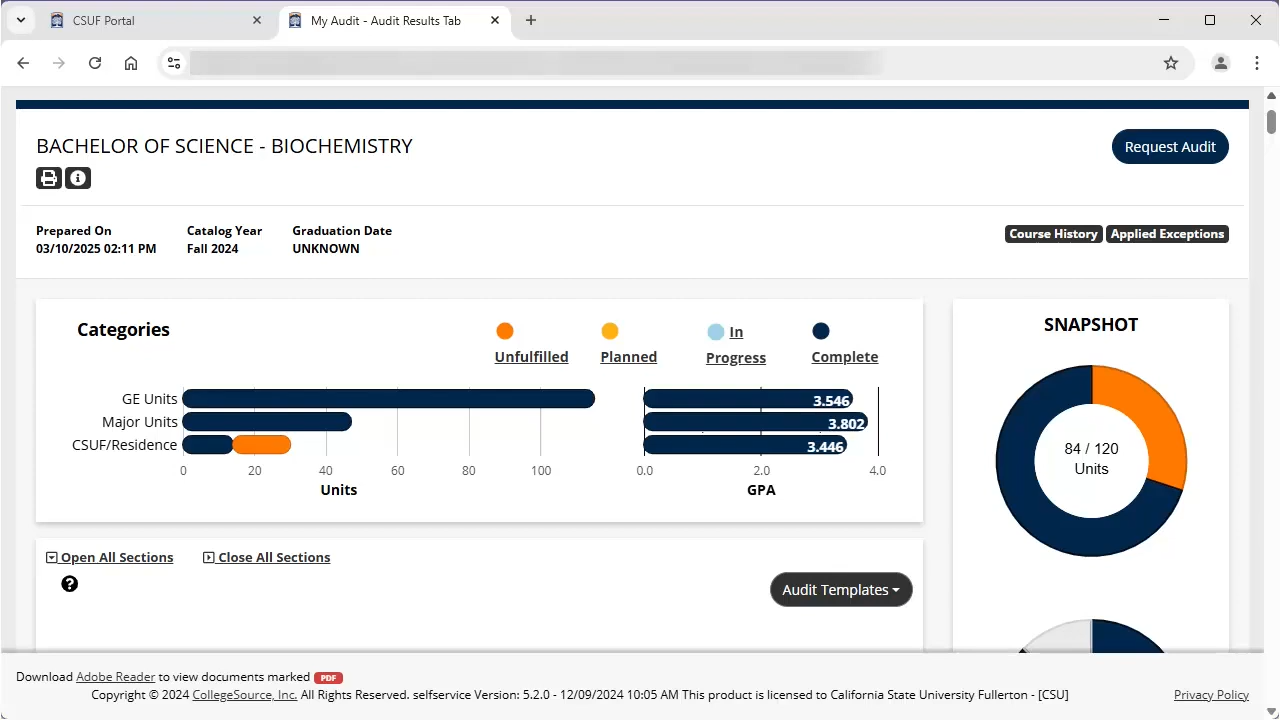 CSUF Portal
My Audit - Audit Results Tab
BACHELOR OF SCIENCE - BIOCHEMISTRY
Request Audit
Prepared On
03/10/2025 02:11 PM
Catalog Year
Fall 2024
Graduation Date
UNKNOWN
Course History
Applied Exceptions
Categories
Unfulfilled
Planned
In Progress
Complete
GE Units
Major Units
CSUF/Residence
0 20 40 60 80 100
Units
3.546
3.802
3.446
0.0 2.0 4.0
GPA
SNAPSHOT
84 / 120
Units
Open All Sections
Close All Sections
Audit Templates
Download Adobe Reader to view documents marked PDF
Copyright © 2024 CollegeSource, Inc. All Rights Reserved. selfservice Version: 5.2.0 - 12/09/2024 10:05 AM This product is licensed to California State University Fullerton - [CSU]
Privacy Policy